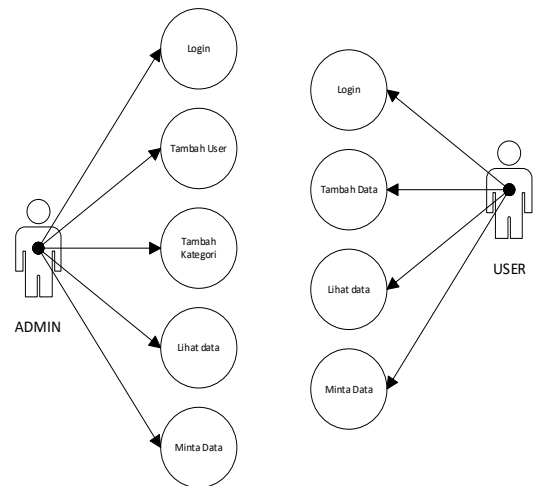 Login
Tambah User
Tambah
Kategori
Lihat data
Minta Data
ADMIN
Login
Tambah Data
Lihat data
Minta Data
USER